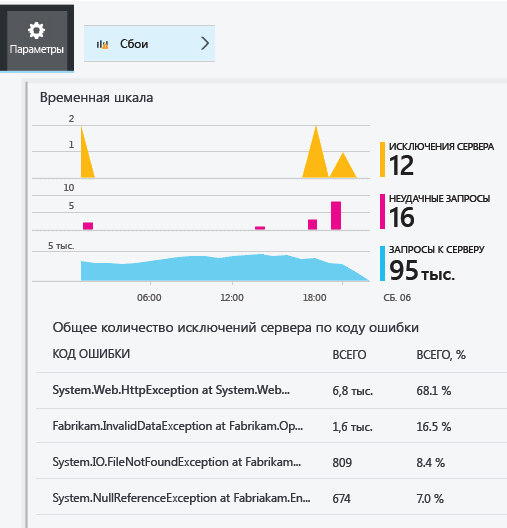 Параметры
Сбои
Временная шкала
2
1
ИСКЛЮЧЕНИЯ СЕРВЕРА
12
10
5
НЕУДАЧНЫЕ ЗАПРОСЫ
16
5 тыс.
ЗАПРОСЫ К СЕРВЕРУ
95 тыс.
06:00 12:00 18:00 СБ. 06
Общее количество исключений сервера по коду ошибки
КОД ОШИБКИ ВСЕГО ВСЕГО, %
System.Web.HttpException at System.Web... 6,8 тыс. 68.1 %
Fabrikam.InvalidDataException at Fabrikam.Op... 1,6 тыс. 16.5 %
System.IO.FileNotFoundException at Fabrikam... 809 8.4 %
System.NullReferenceException at Fabriakam.En... 674 7.0 %